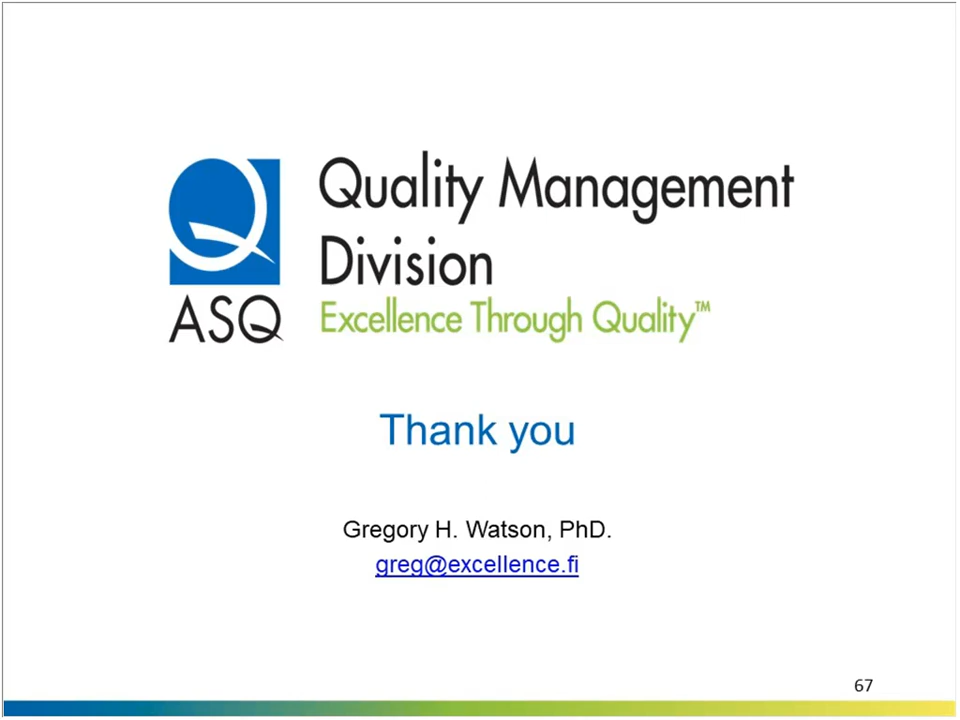 Quality Management
Division
Excellence Through Quality™
ASQ
Thank you
Gregory H. Watson, PhD.
greg@excellence.fi
67